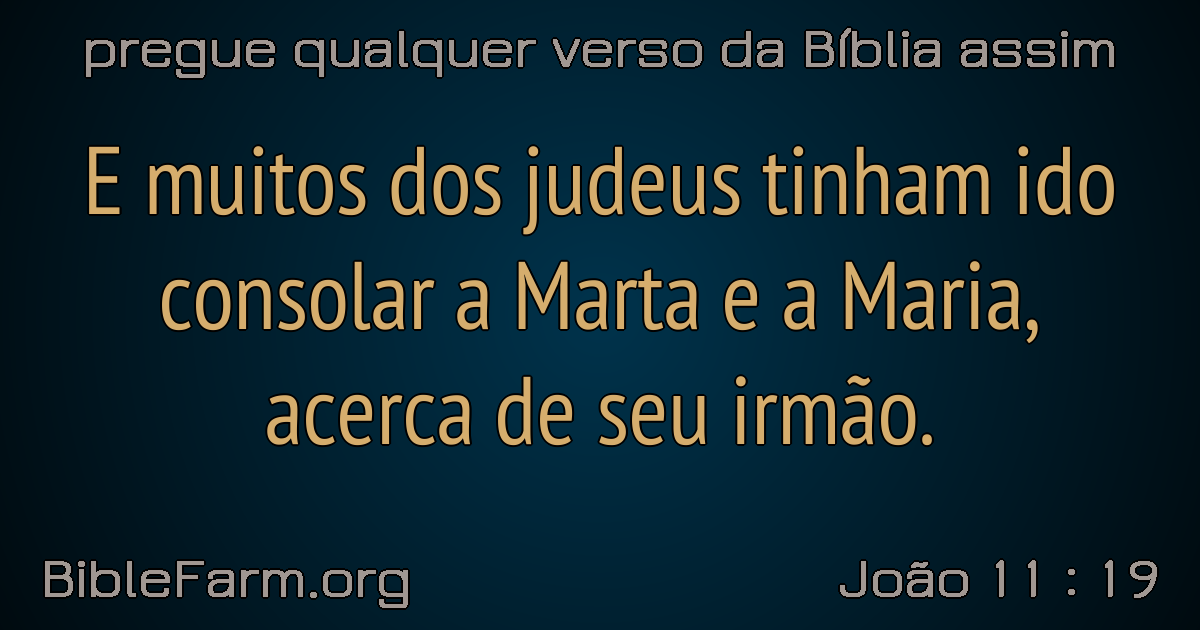 pregue qualquer verso da Bíblia assim
E muitos dos judeus tinham ido
consolar a Marta e a Maria,
acerca de seu irmão.
BibleFarm.org
João 11 : 19